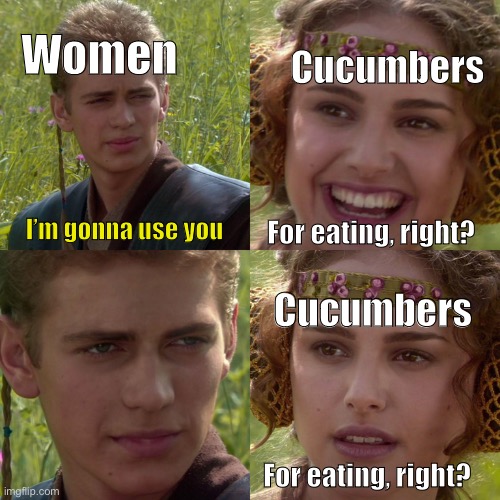 Women
Cucumbers
I'm gonna use you
For eating, right?
Cucumbers
For eating, right?
imgflip.com